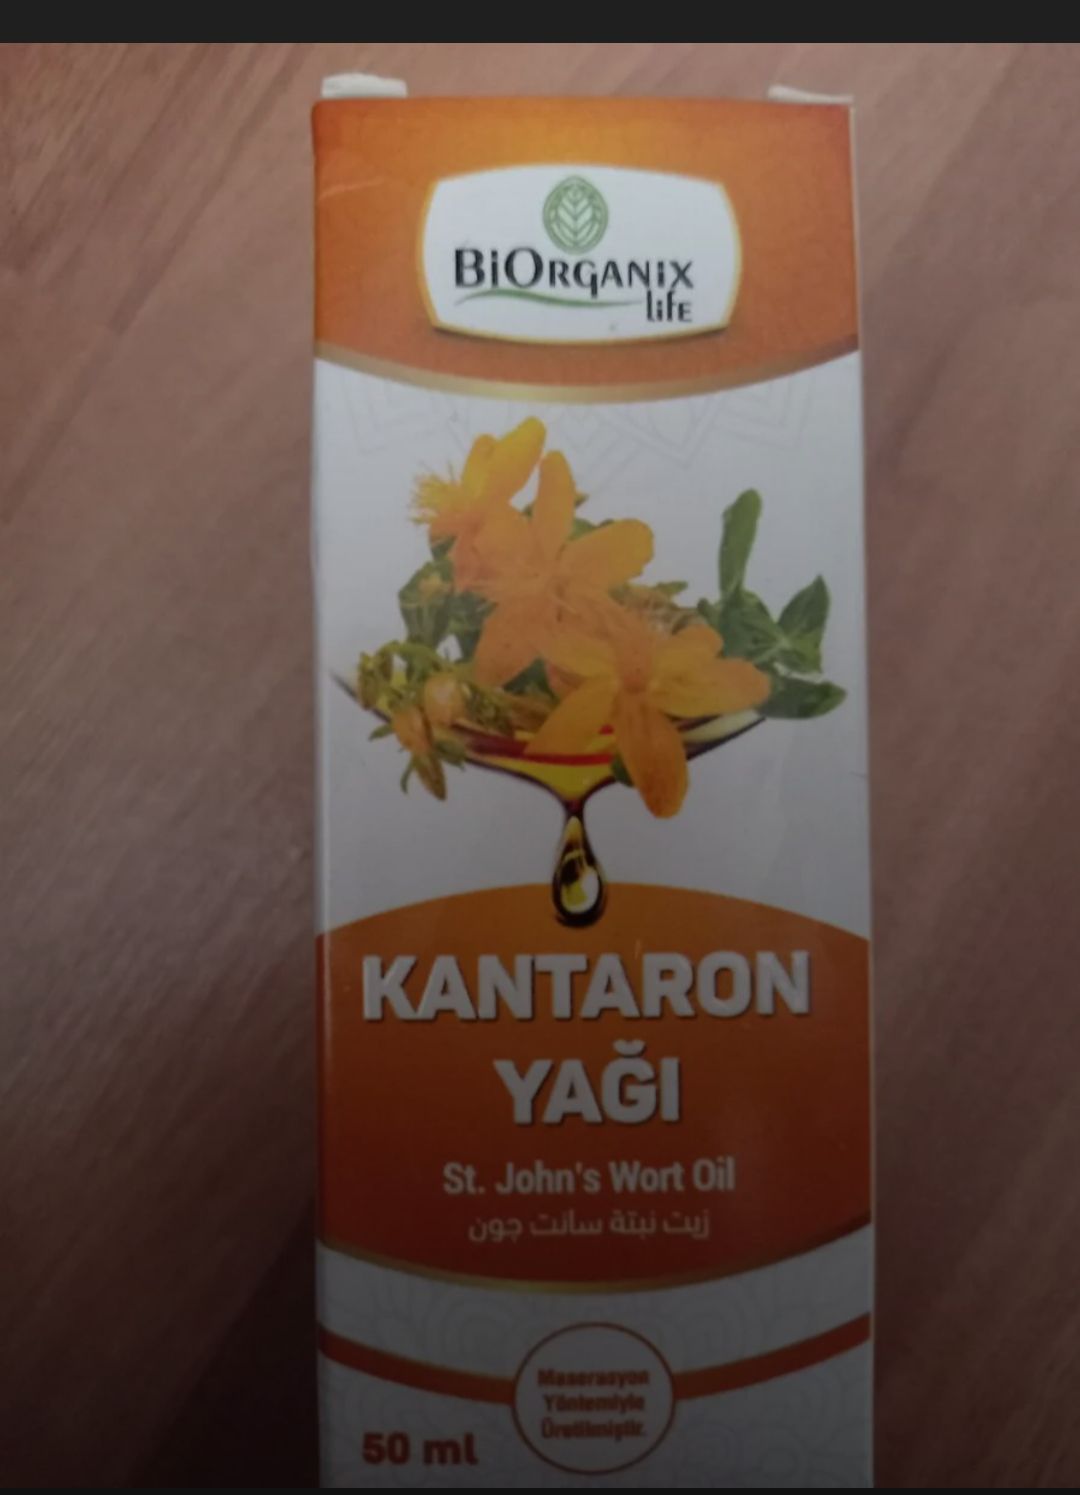 BiORGANIX
life
KANTARON
YAĞI
St. John's Wort Oil
زيت نبتة سانت جون
Maserasyon
Yöntemiyle
Üretilmiştir.
50 ml